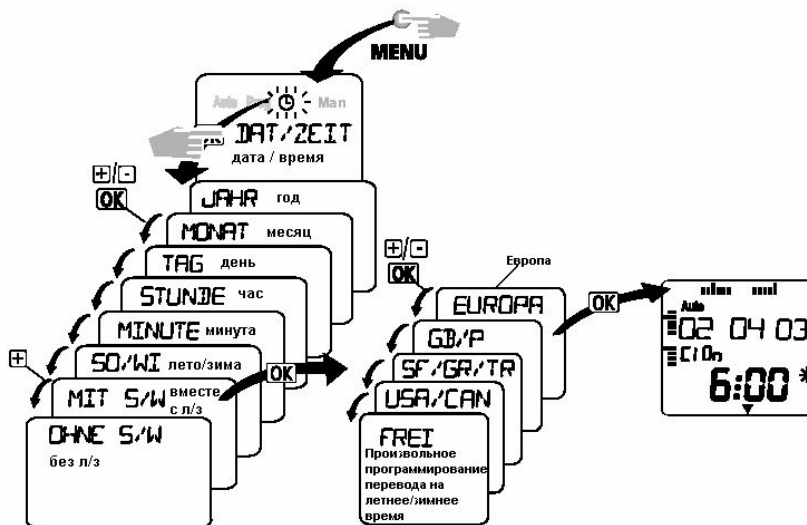 MENU
Auto Man
DAT/ZEIT
дата / время
+/-
OK
JAHR год
MONAT месяц
TAG день
STUNDE час
MINUTE минута
SO/WI лето/зима
+
MIT S/W вместе
с л/з
OK
OHNE S/W
без л/з
+/-
OK
Европа
EUROPA
GB/P
SF/GR/TR
USA/CAN
FREI
Произвольное
программирование
перевода на
летнее/зимнее
время
OK
Auto
02 04 03
C1 On
6:00